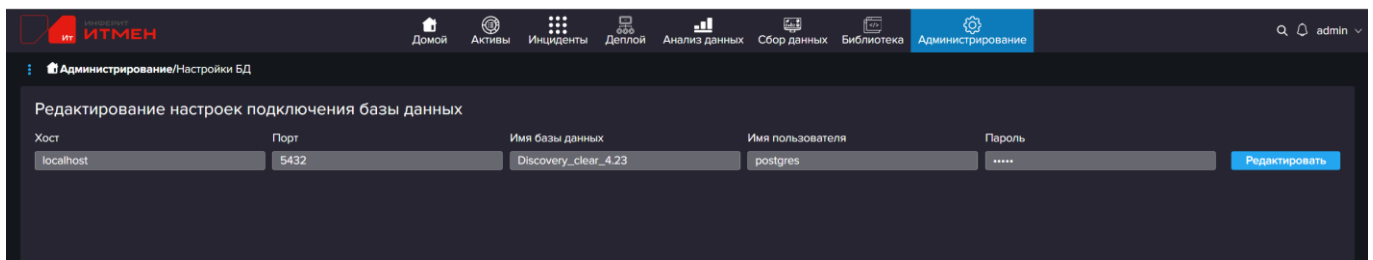 ИНФЕРИТ
ИТМЕН
Ит
Домой
Активы
Инциденты
Деплой
Анализ данных
Сбор данных
Библиотека
Администрирование
admin
Администрирование/Настройки БД
Редактирование настроек подключения базы данных
Хост
Порт
Имя базы данных
Имя пользователя
Пароль
localhost
5432
Discovery_clear_4.23
postgres
•••••
Редактировать